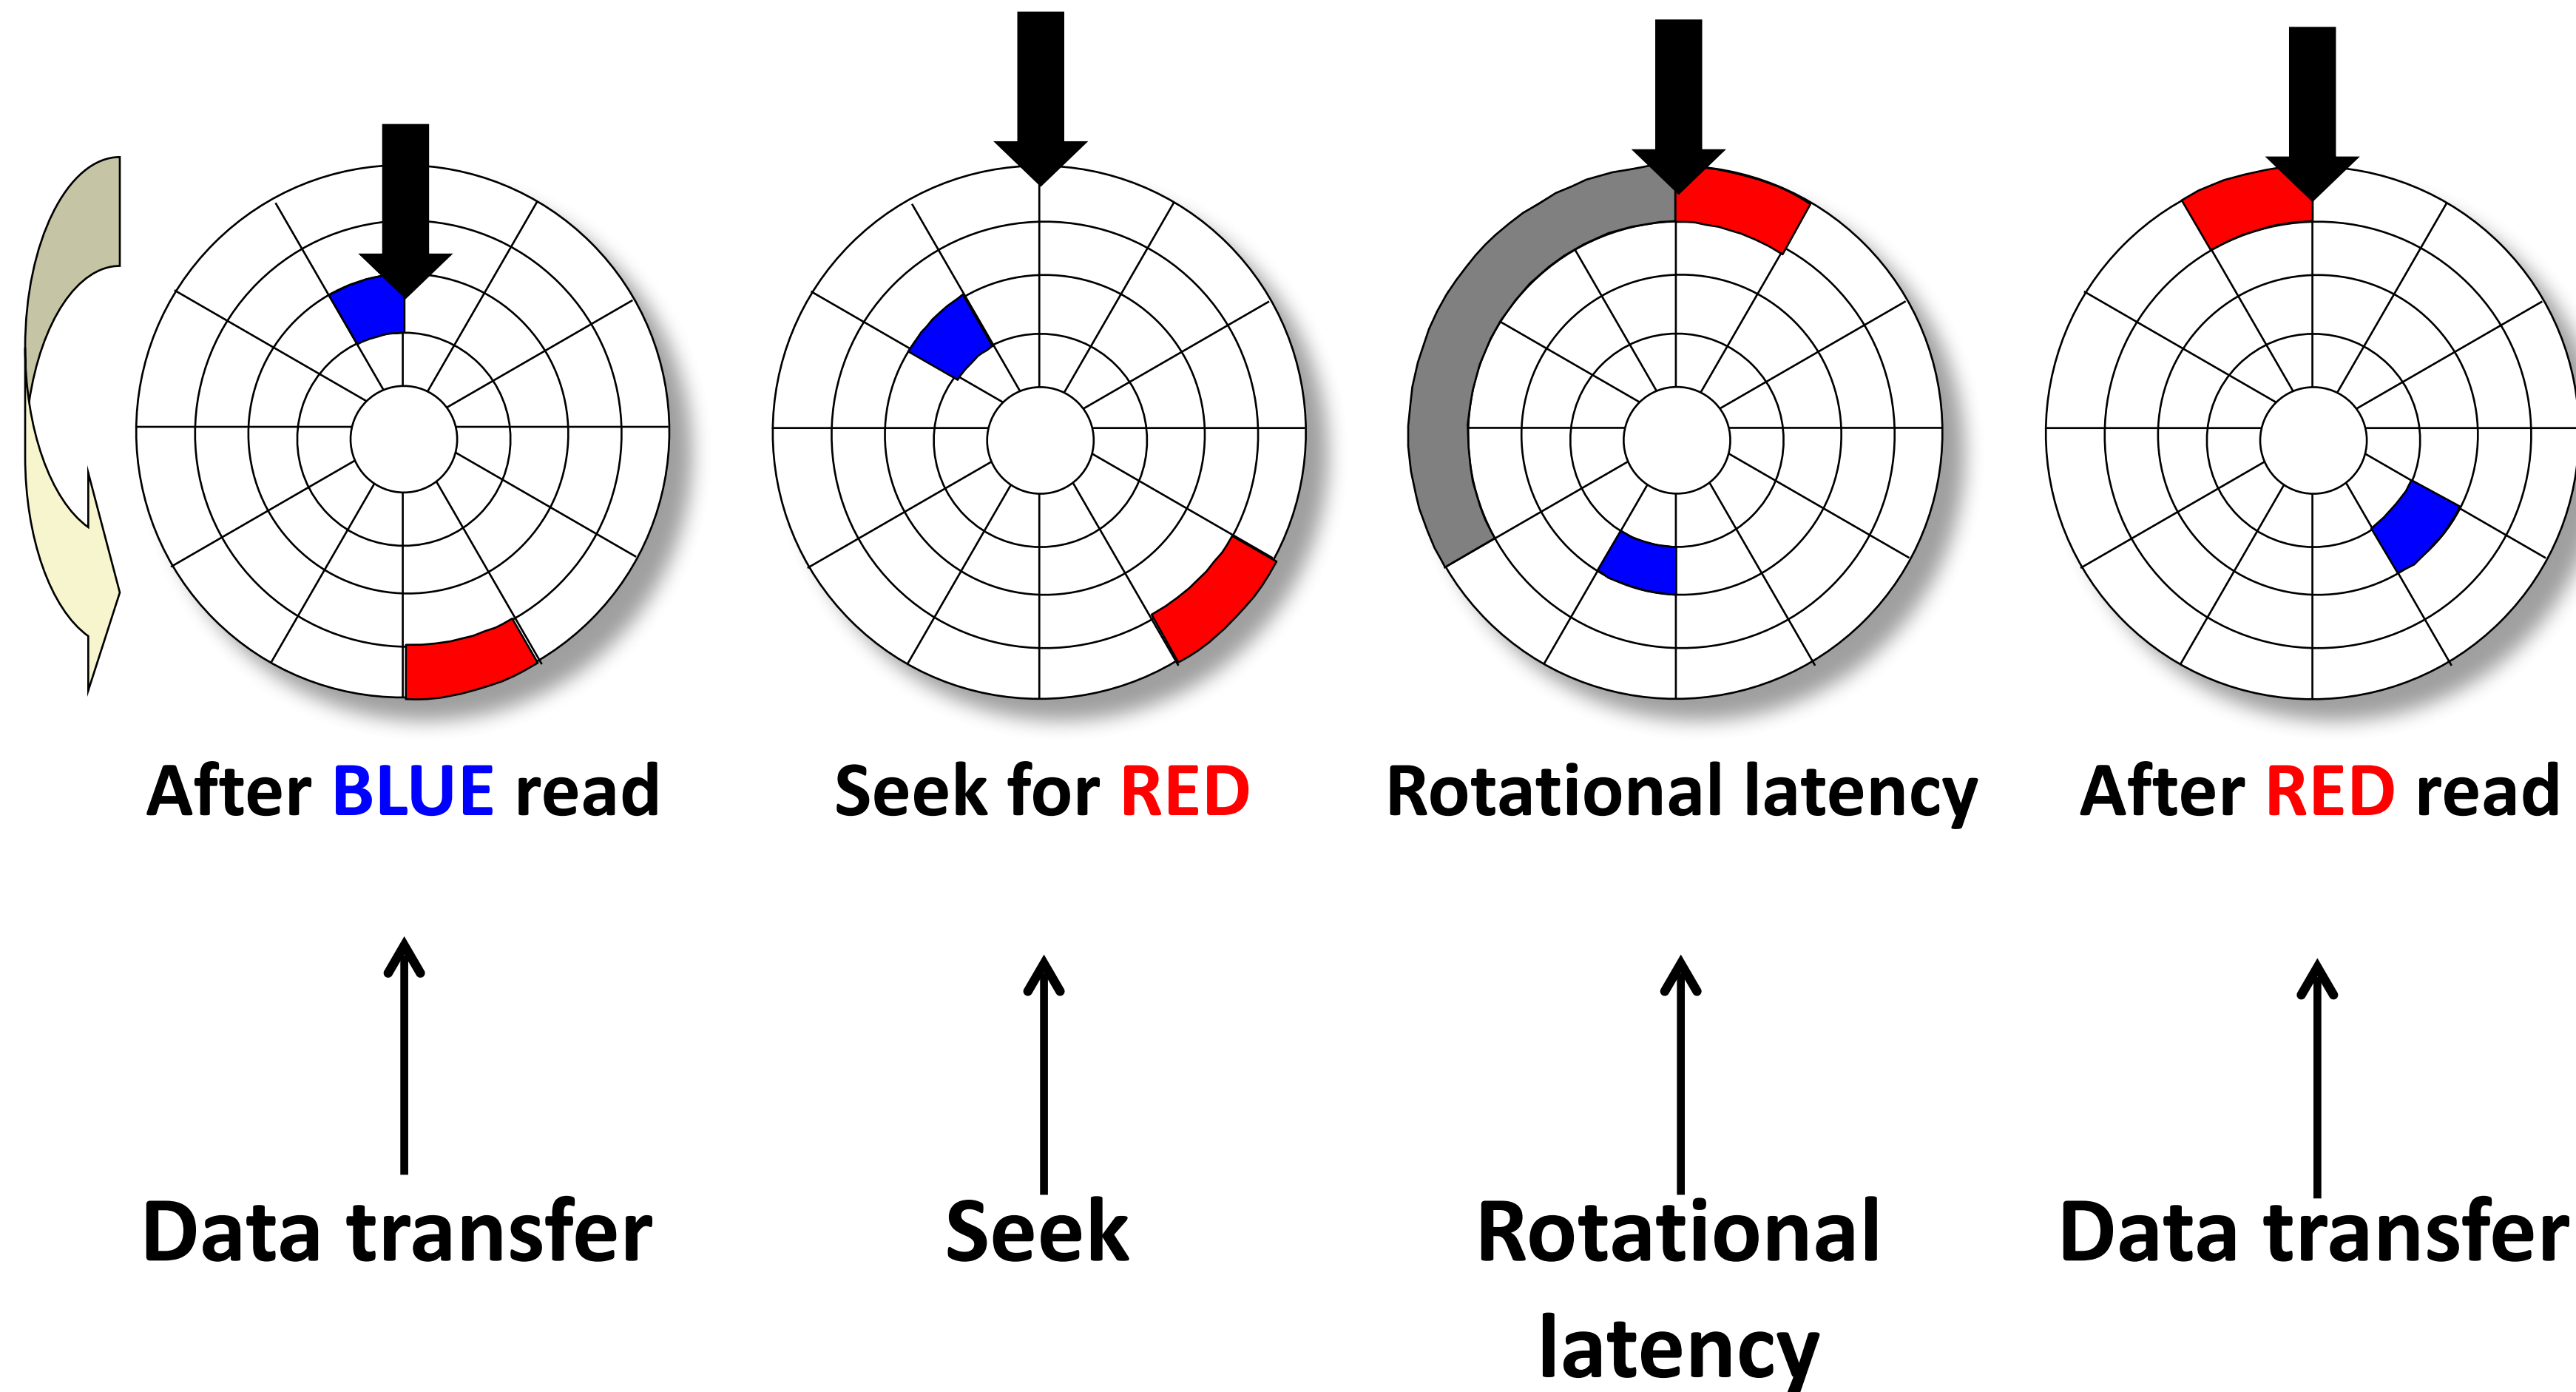 After BLUE read
Seek for RED
Rotational latency
After RED read
Data transfer
Seek
Rotational
latency
Data transfer